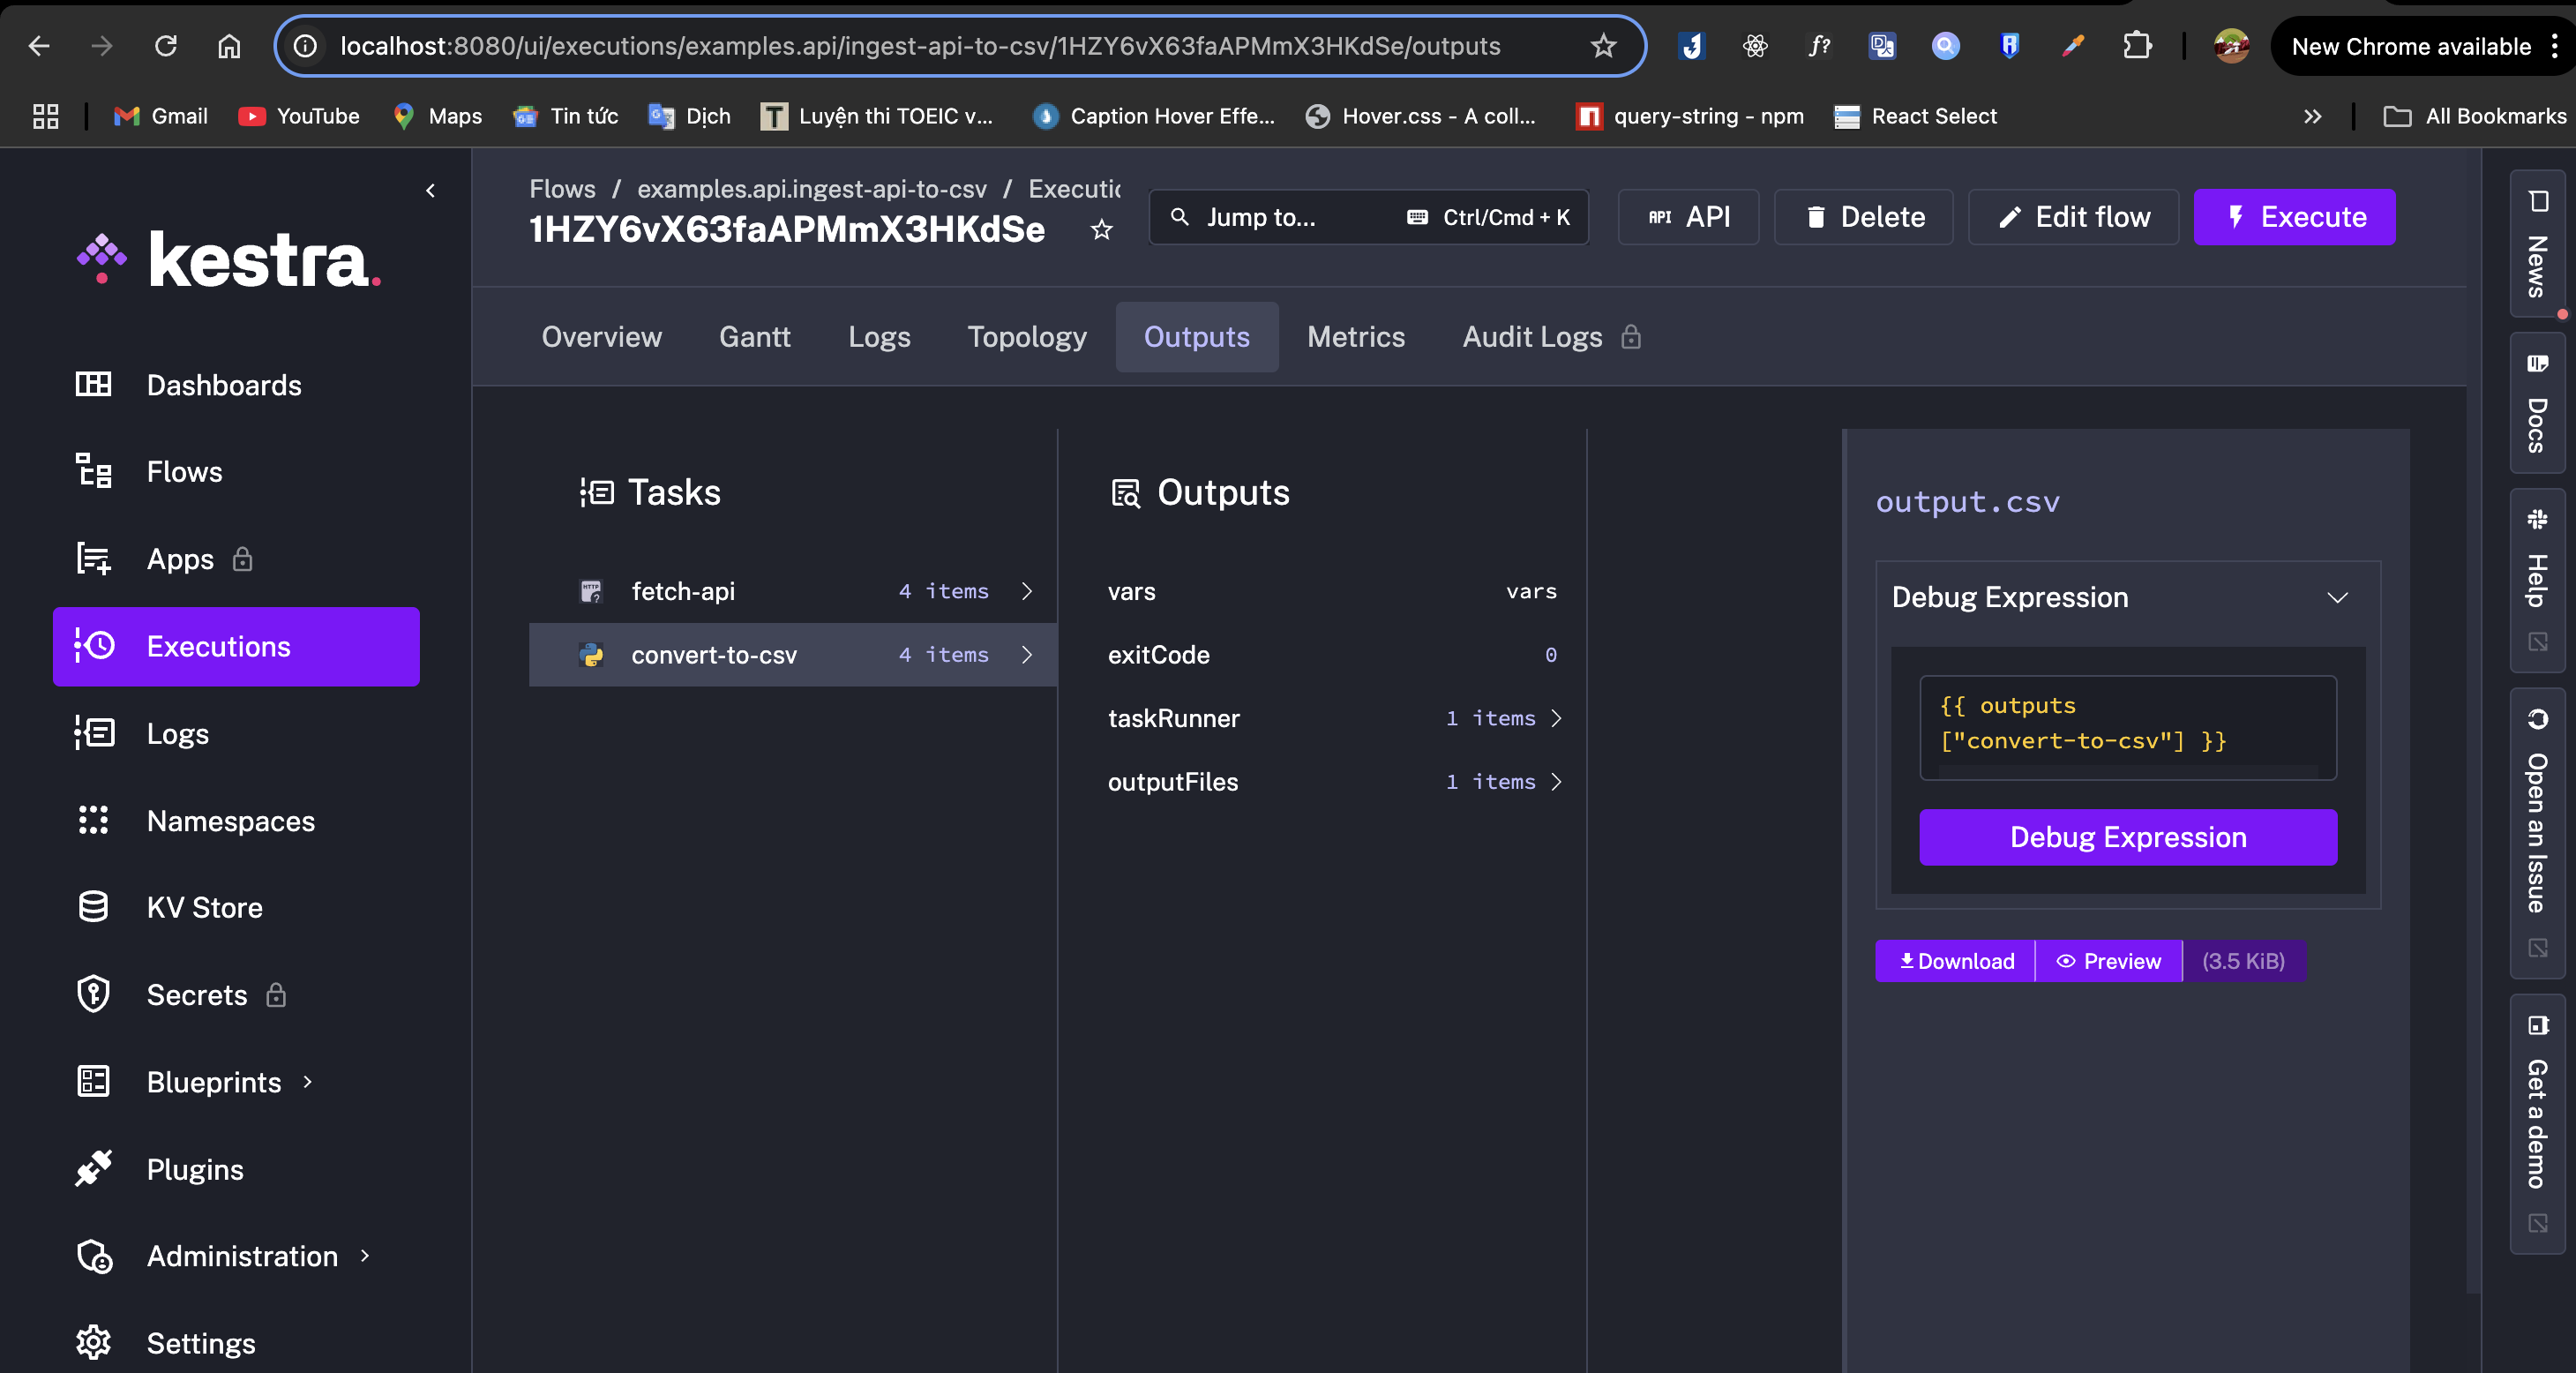 localhost:8080/ui/executions/examples.api/ingest-api-to-csv/1HZY6vX63faAPMmX3HKdSe/outputs
f?
New Chrome available
Gmail
YouTube
Maps
Tin tức
Dịch
T
Luyện thi TOEIC v...
Caption Hover Effe...
Hover.css - A coll...
query-string - npm
React Select
»
All Bookmarks
kestra.
Dashboards
Flows
Apps
Executions
Logs
Namespaces
KV Store
Secrets
Blueprints
Plugins
Administration
Settings
Flows / examples.api.ingest-api-to-csv / Executic
1HZY6vX63faAPMmX3HKdSe
Jump to...
Ctrl/Cmd + K
API API
Delete
Edit flow
Execute
Overview
Gantt
Logs
Topology
Outputs
Metrics
Audit Logs
Tasks
fetch-api 4 items
convert-to-csv 4 items
Outputs
vars vars
exitCode 0
taskRunner 1 items
outputFiles 1 items
output.csv
Debug Expression
{{ outputs
["convert-to-csv"] }}
Debug Expression
Download
Preview
(3.5 KiB)
News
Docs
Help
Open an Issue
Get a demo